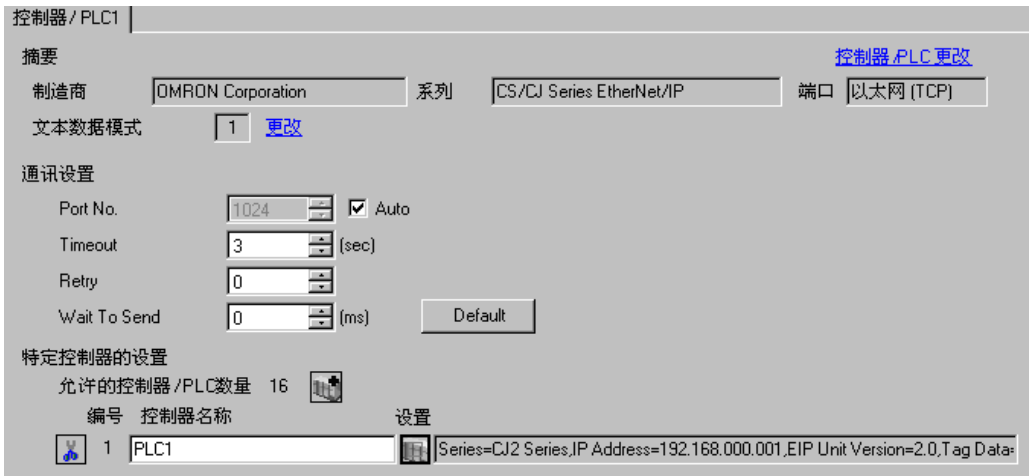 控制器/PLC1
摘要 控制器/PLC更改
制造商 OMRON Corporation 系列 CS/CJ Series EtherNet/IP 端口 以太网 (TCP)
文本数据模式 1 更改
通讯设置
Port No. 1024 Auto
Timeout 3 (sec)
Retry 0
Wait To Send 0 (ms) Default
特定控制器的设置
允许的控制器/PLC数量 16
编号 控制器名称 设置
1 PLC1 Series=CJ2 Series,IP Address=192.168.000.001,EIP Unit Version=2.0,Tag Data=